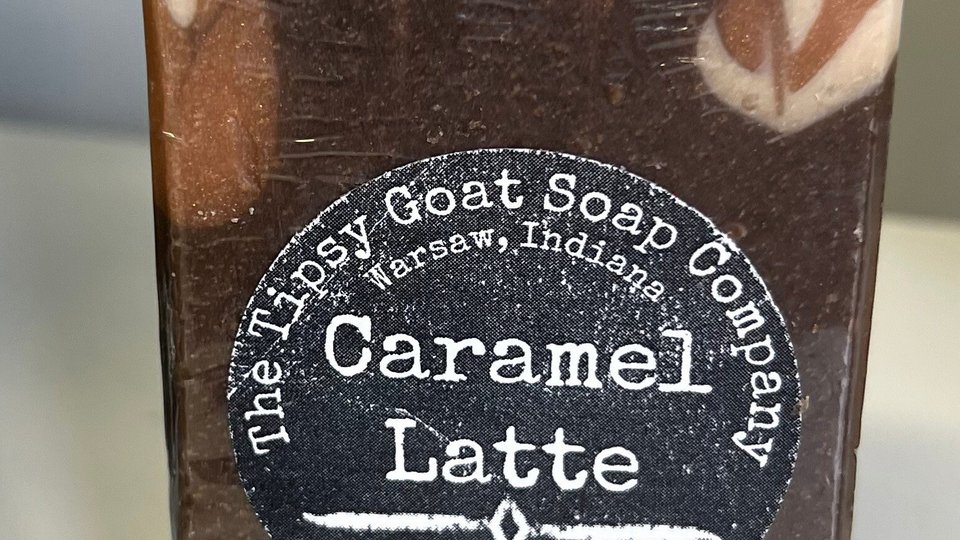 The Tipsy Goat Soap Company
Warsaw, Indiana
Caramel
Latte